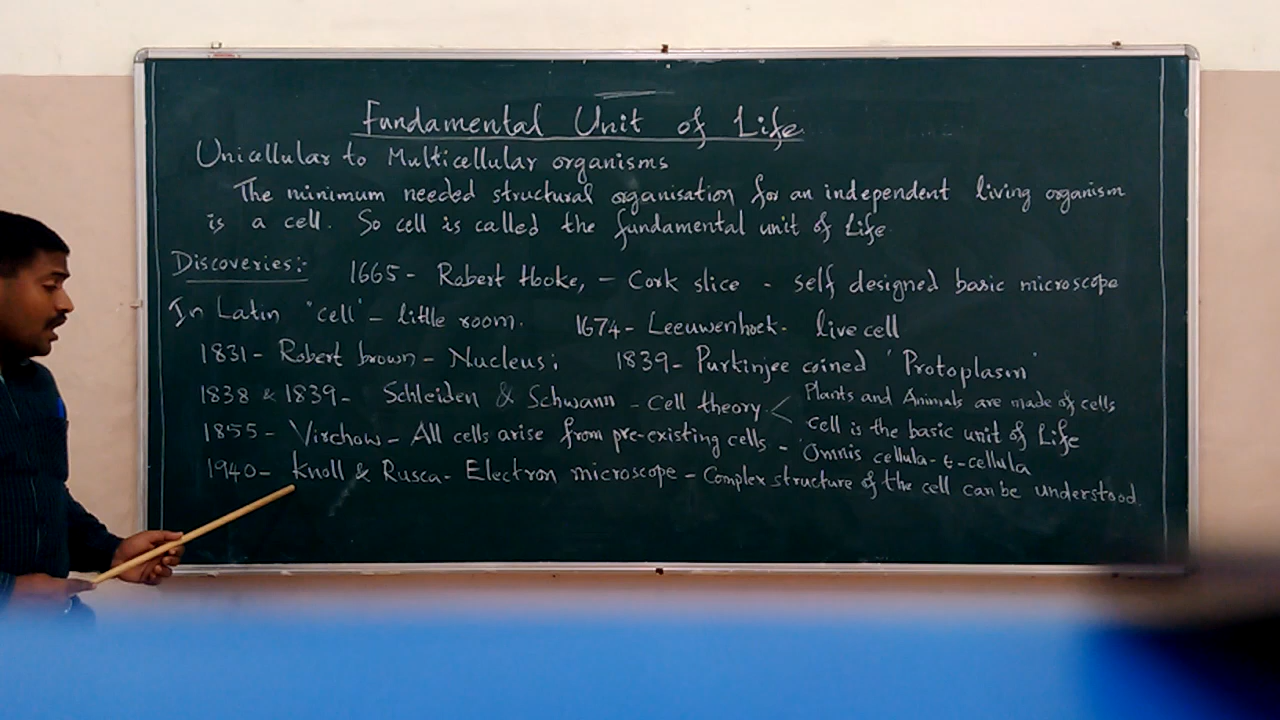 Fundamental Unit of Life
Unicellular to Multicellular organisms
The minimum needed structural organisation for an independent living organism
is a cell. So cell is called the fundamental unit of Life
Discoveries:- 1665- Robert Hooke, - Cork slice - self designed basic microscope
In Latin "cell" - little room. 1674- Leeuwenhoek- live cell
1831- Robert brown - Nucleus; 1839- Purkinjee coined 'Protoplasm'
1838 & 1839- Schleiden & Schwann - Cell theory < Plants and Animals are made of cells
Cell is the basic unit of Life
1855- Virchow - All cells arise from pre-existing cells - 'Omnis cellula-e-cellula
1940- Knoll & Rusca- Electron microscope - Complex structure of the cell can be understood.